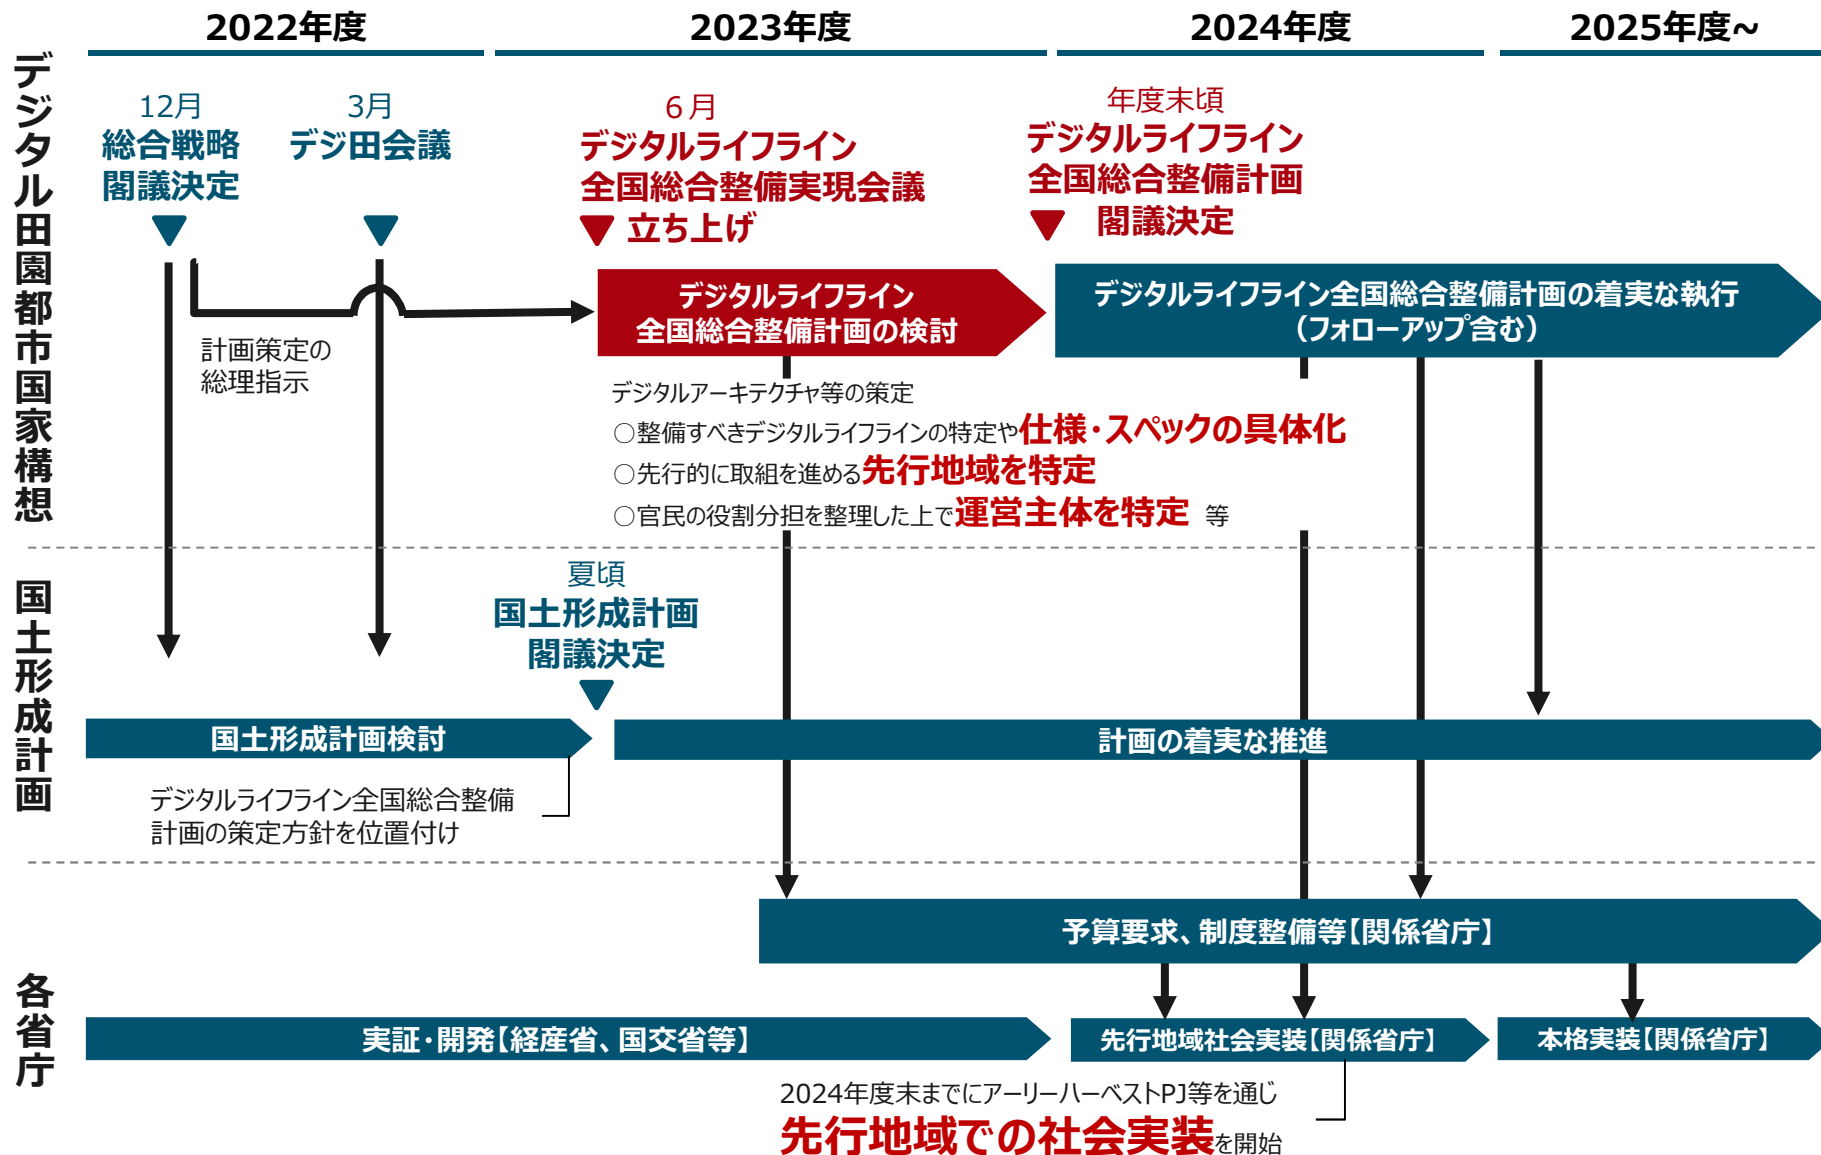 2022年度
2023年度
2024年度
2025年度~
デジタル田園都市国家構想
12月
総合戦略
閣議決定
3月
デジ田会議
６月
デジタルライフライン
全国総合整備実現会議
立ち上げ
年度末頃
デジタルライフライン
全国総合整備計画
閣議決定
計画策定の
総理指示
デジタルライフライン
全国総合整備計画の検討
デジタルライフライン全国総合整備計画の着実な執行
（フォローアップ含む）
デジタルアーキテクチャ等の策定
○整備すべきデジタルライフラインの特定や仕様・スペックの具体化
○先行的に取組を進める先行地域を特定
○官民の役割分担を整理した上で運営主体を特定 等
国土形成計画
夏頃
国土形成計画
閣議決定
国土形成計画検討
計画の着実な推進
デジタルライフライン全国総合整備
計画の策定方針を位置付け
各省庁
予算要求、制度整備等【関係省庁】
実証・開発【経産省、国交省等】
先行地域社会実装【関係省庁】
本格実装【関係省庁】
2024年度末までにアーリーハーベストPJ等を通じ
先行地域での社会実装を開始